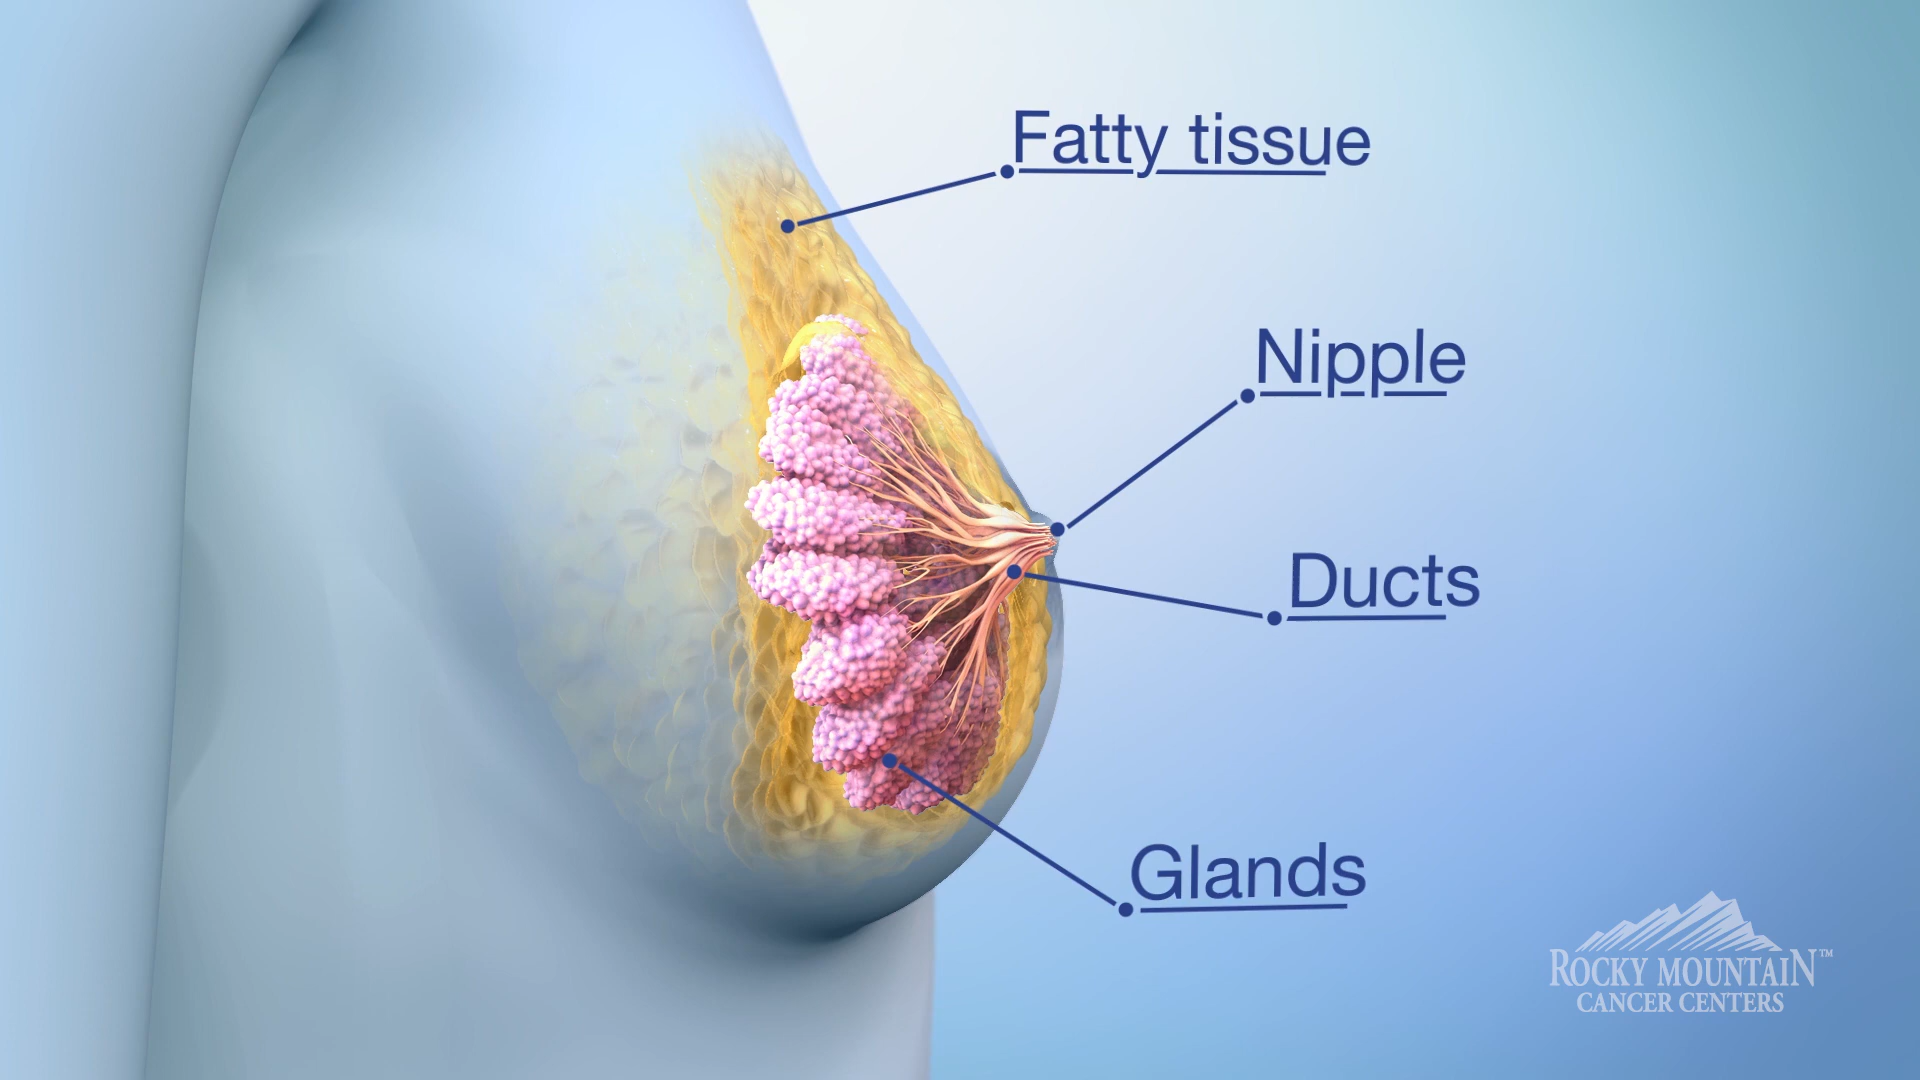 Fatty tissue
Nipple
Ducts
Glands
ROCKY MOUNTAIN™
CANCER CENTERS